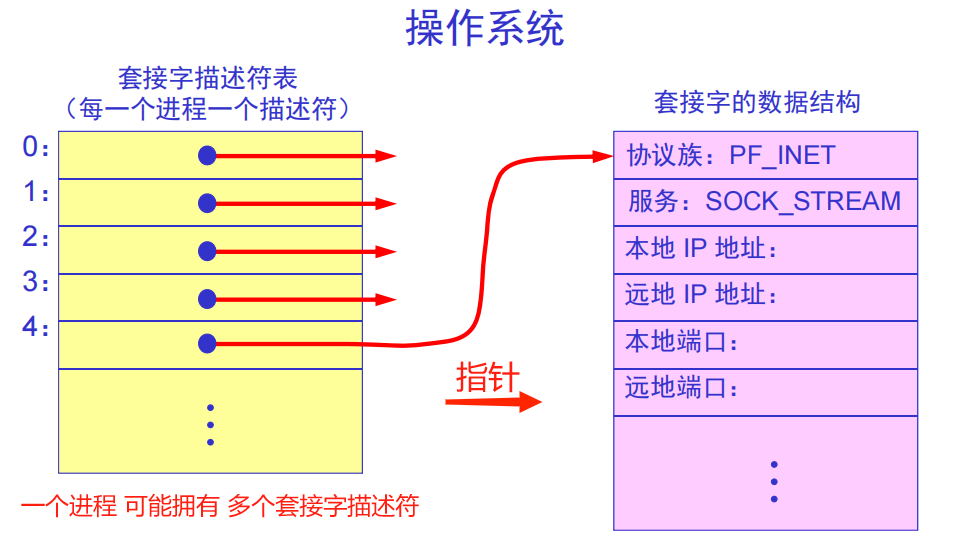 操作系统
套接字描述符表
（每一个进程一个描述符）
0：
1：
2：
3：
4：
指针
一个进程 可能拥有 多个套接字描述符
套接字的数据结构
协议族：PF_INET
服务：SOCK_STREAM
本地 IP 地址：
远地 IP 地址：
本地端口：
远地端口：